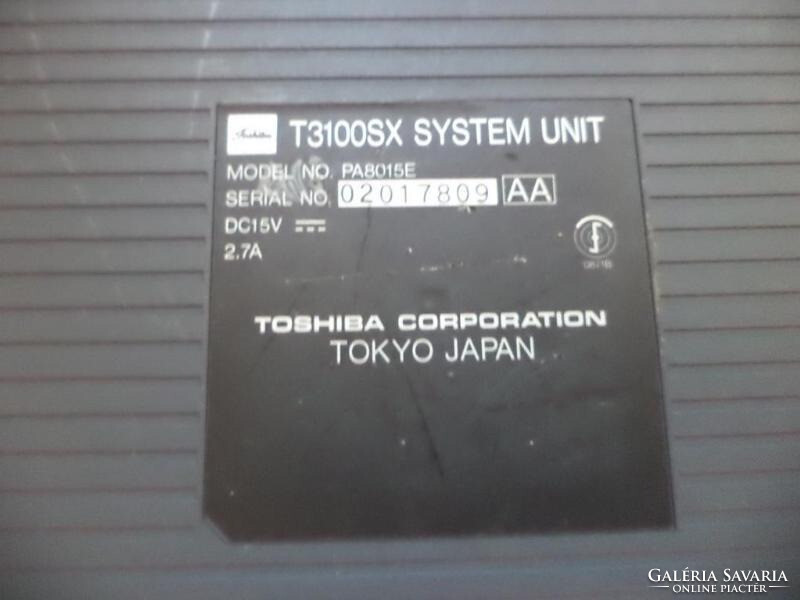 Toshiba
T3100SX SYSTEM UNIT
MODEL NO. PA8015E
SERIAL NO. 02017809 AA
DC15V
2.7A
TOSHIBA CORPORATION
TOKYO JAPAN
GALÉRIA SAVARIA
ONLINE PIACTÉR